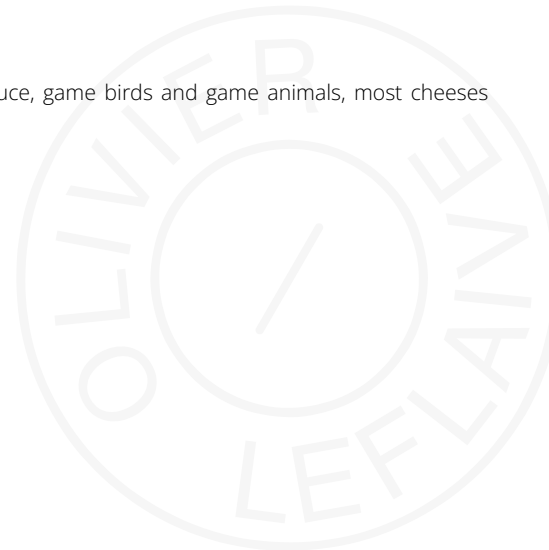 uce, game birds and game animals, most cheeses
OLIVIER
LEFLAIVE